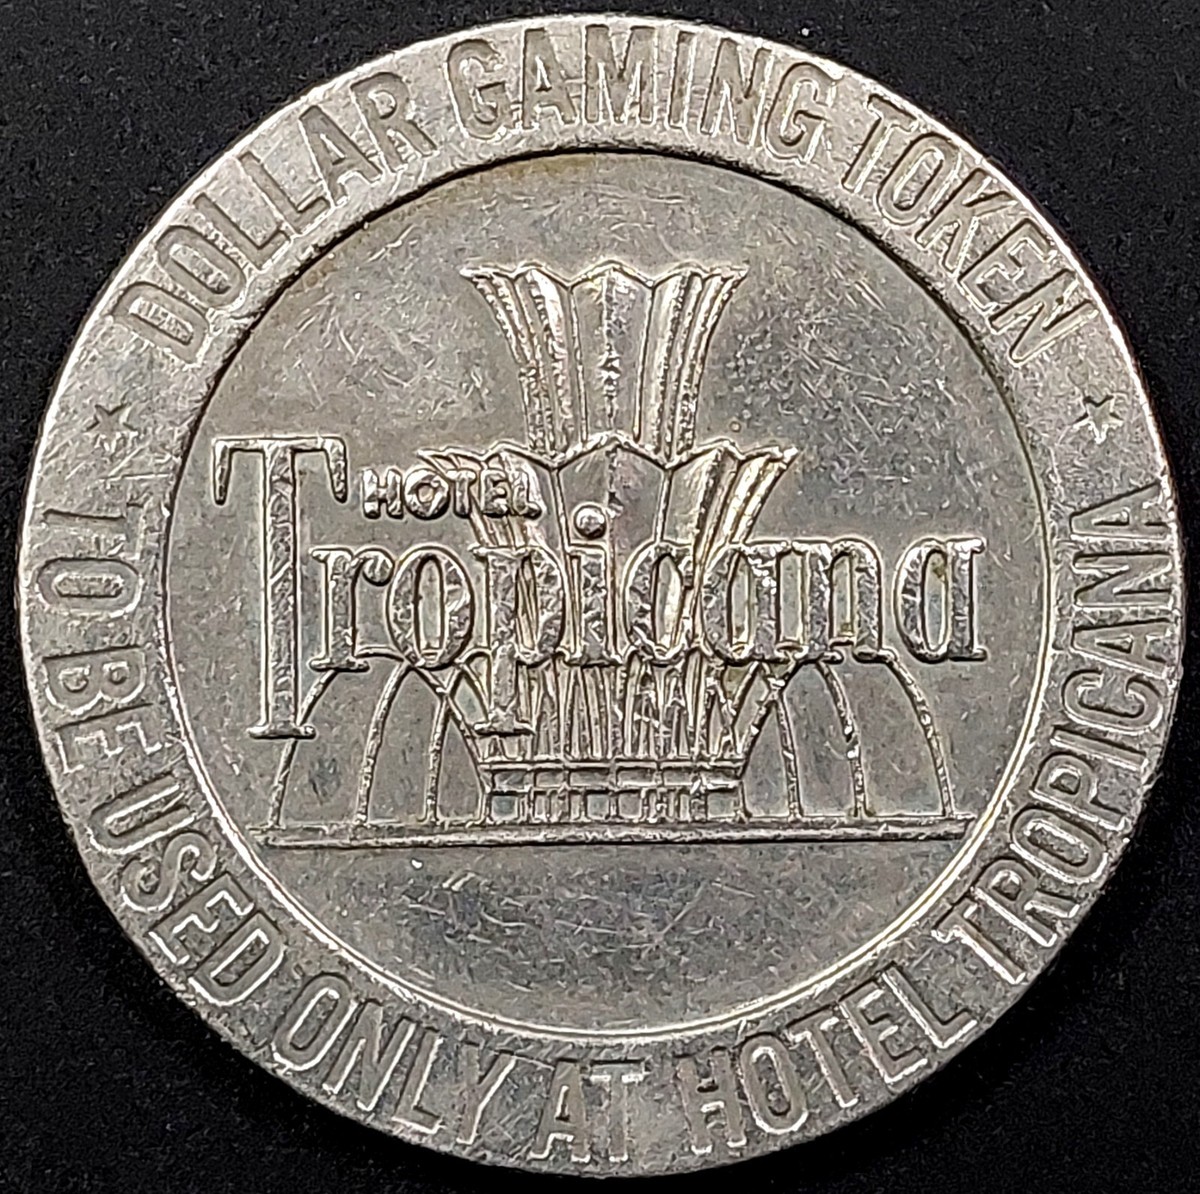 DOLLAR GAMING TOKEN
HOTEL
Tropicana
TO BE USED ONLY AT HOTEL TROPICANA